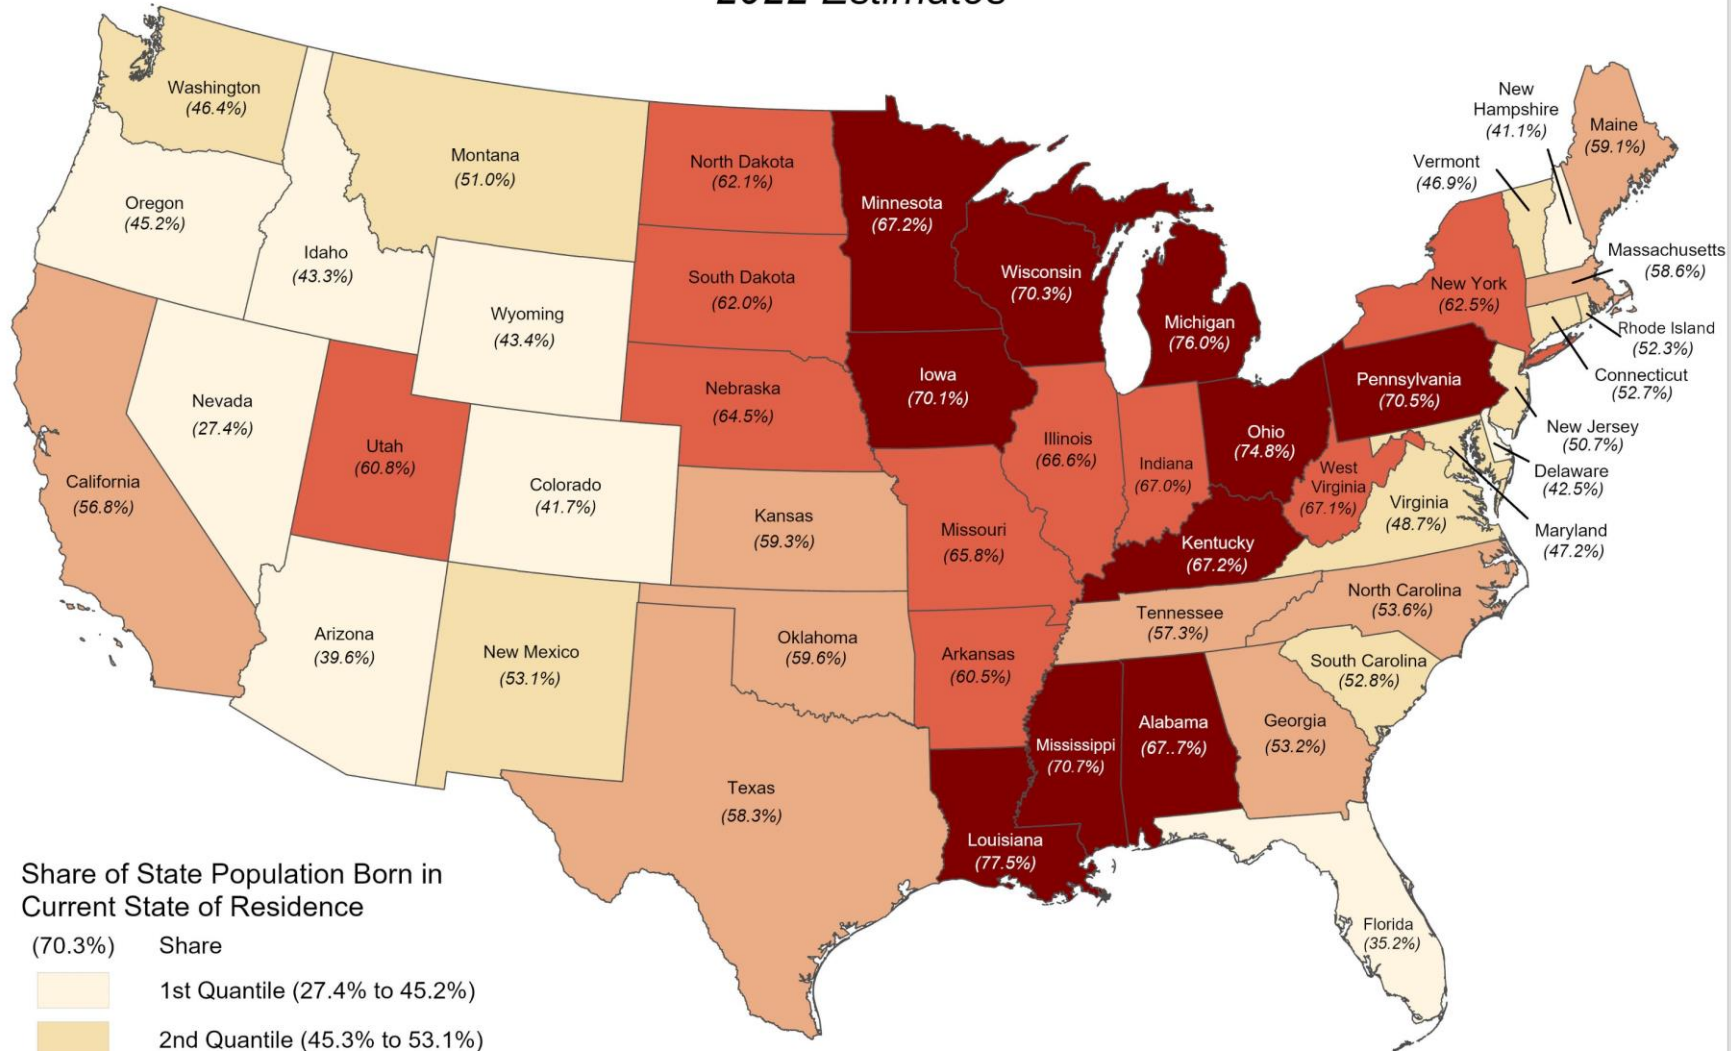 2022 Estimates
Washington
(46.4%)
Oregon
(45.2%)
California
(56.8%)
Nevada
(27.4%)
Idaho
(43.3%)
Montana
(51.0%)
Wyoming
(43.4%)
Utah
(60.8%)
Colorado
(41.7%)
Arizona
(39.6%)
New Mexico
(53.1%)
North Dakota
(62.1%)
South Dakota
(62.0%)
Nebraska
(64.5%)
Kansas
(59.3%)
Oklahoma
(59.6%)
Texas
(58.3%)
Minnesota
(67.2%)
Iowa
(70.1%)
Missouri
(65.8%)
Arkansas
(60.5%)
Louisiana
(77.5%)
Wisconsin
(70.3%)
Illinois
(66.6%)
Michigan
(76.0%)
Indiana
(67.0%)
Ohio
(74.8%)
Kentucky
(67.2%)
Tennessee
(57.3%)
Mississippi
(70.7%)
Alabama
(67..7%)
Georgia
(53.2%)
Florida
(35.2%)
South Carolina
(52.8%)
North Carolina
(53.6%)
Virginia
(48.7%)
West
Virginia
(67.1%)
Pennsylvania
(70.5%)
New York
(62.5%)
Vermont
(46.9%)
New
Hampshire
(41.1%)
Maine
(59.1%)
Massachusetts
(58.6%)
Rhode Island
(52.3%)
Connecticut
(52.7%)
New Jersey
(50.7%)
Delaware
(42.5%)
Maryland
(47.2%)
Share of State Population Born in
Current State of Residence
(70.3%) Share
1st Quantile (27.4% to 45.2%)
2nd Quantile (45.3% to 53.1%)